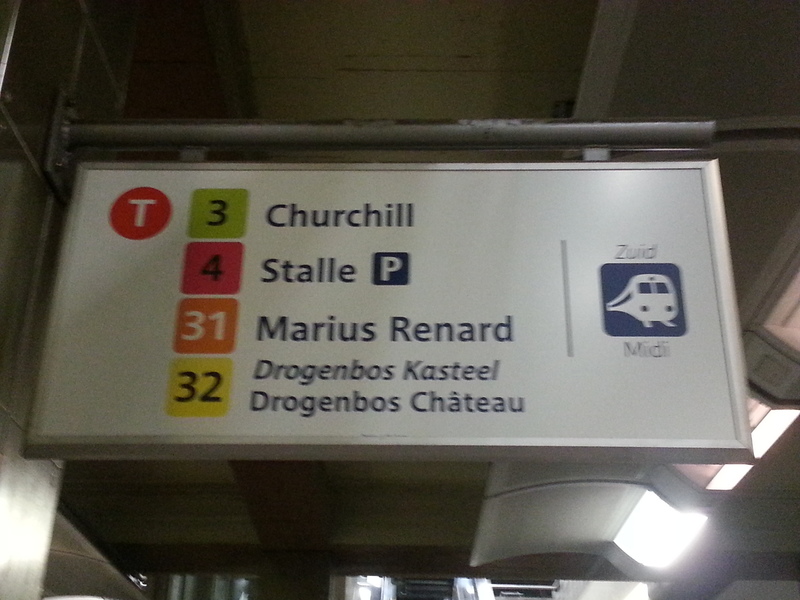 T 3 Churchill
4 Stalle P
31 Marius Renard
32 Drogenbos Kasteel
Drogenbos Château
Zuid
Midi